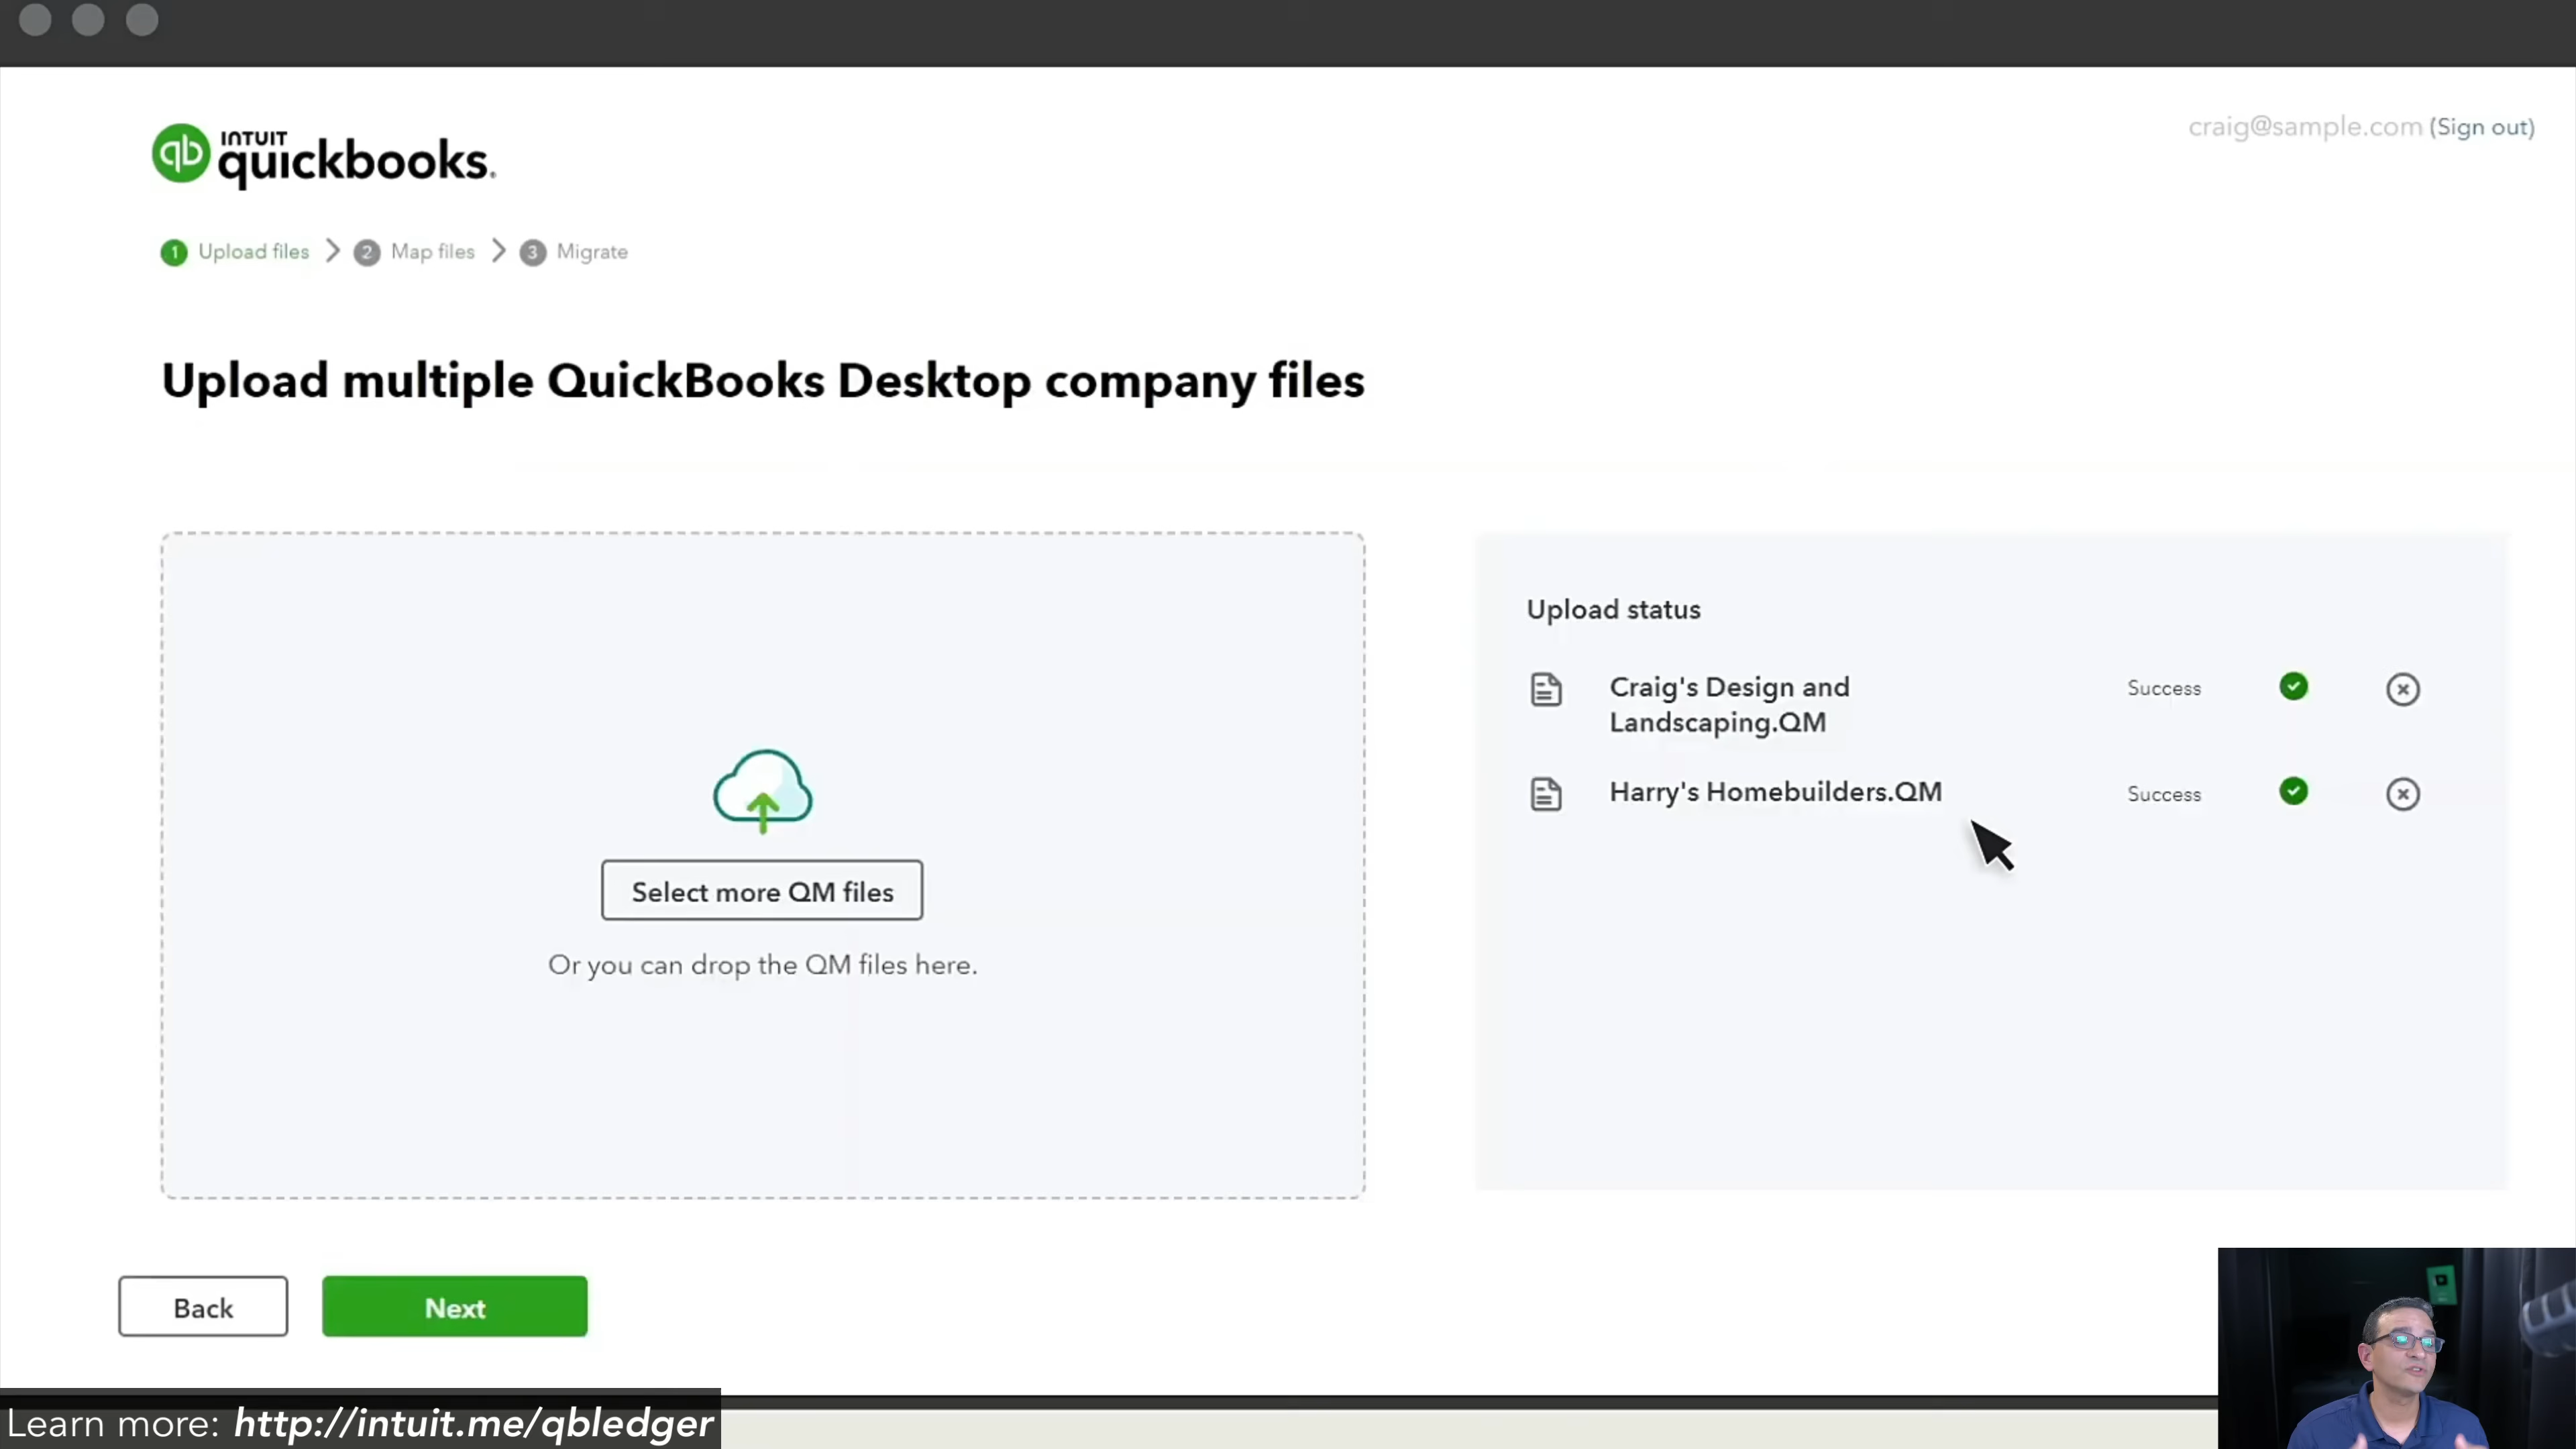 craig@sample.com (Sign out)
qb INTUIT
quickbooks.
1 Upload files 2 Map files 3 Migrate
Upload multiple QuickBooks Desktop company files
Select more QM files
Or you can drop the QM files here.
Upload status
Craig's Design and Success
Landscaping.QM
Harry's Homebuilders.QM Success
Back Next
Learn more: http://intuit.me/qbledger